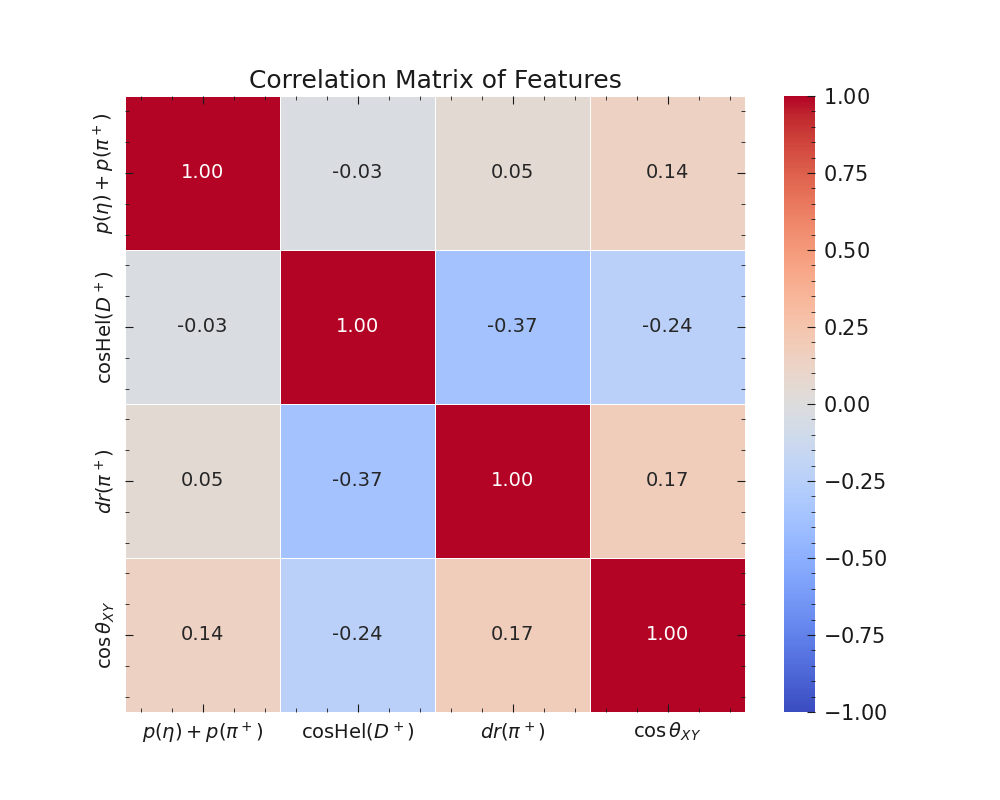 Correlation Matrix of Features
p(η) + p(π⁺) 1.00 -0.03 0.05 0.14
cosHel(D⁺) -0.03 1.00 -0.37 -0.24
dr(π⁺) 0.05 -0.37 1.00 0.17
cos θ_XY 0.14 -0.24 0.17 1.00
p(η) + p(π⁺) cosHel(D⁺) dr(π⁺) cos θ_XY
1.00
0.75
0.50
0.25
0.00
−0.25
−0.50
−0.75
−1.00